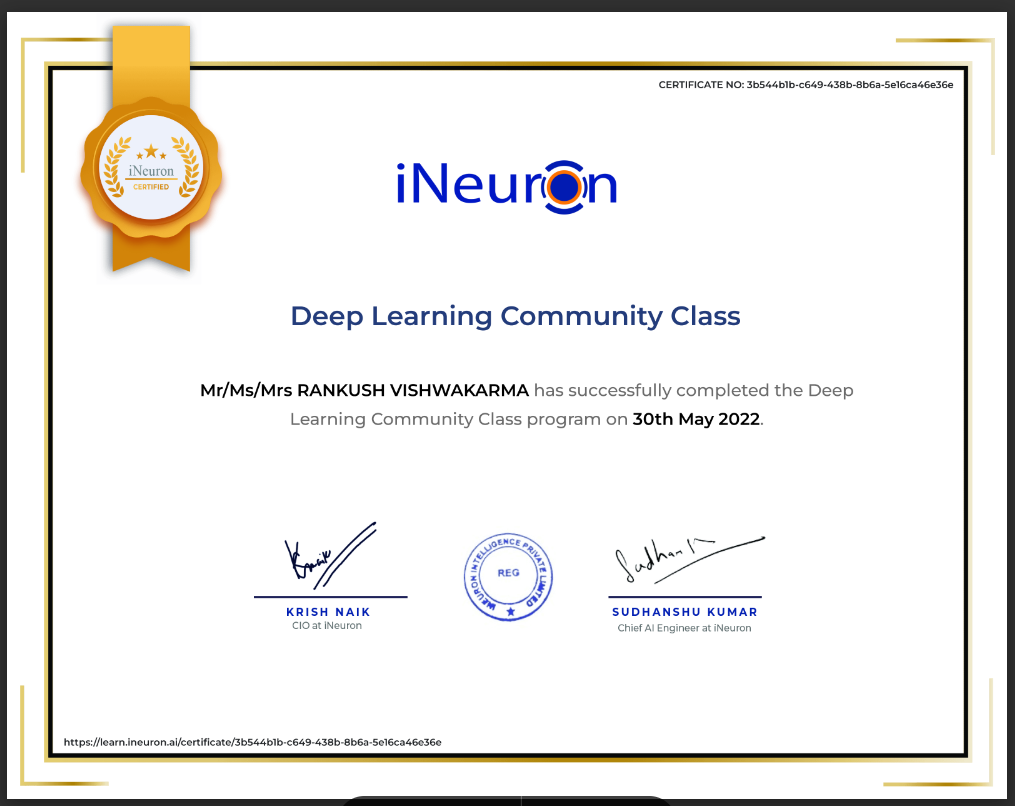 CERTIFICATE NO: 3b544b1b-c649-438b-8b6a-5e16ca46e36e
iNeuron
CERTIFIED
iNeuron
Deep Learning Community Class
Mr/Ms/Mrs RANKUSH VISHWAKARMA has successfully completed the Deep
Learning Community Class program on 30th May 2022.
KRISH NAIK
CIO at iNeuron
INEURON INTELLIGENCE PRIVATE LIMITED
REG
Sudhan
SUDHANSHU KUMAR
Chief AI Engineer at iNeuron
https://learn.ineuron.ai/certificate/3b544b1b-c649-438b-8b6a-5e16ca46e36e